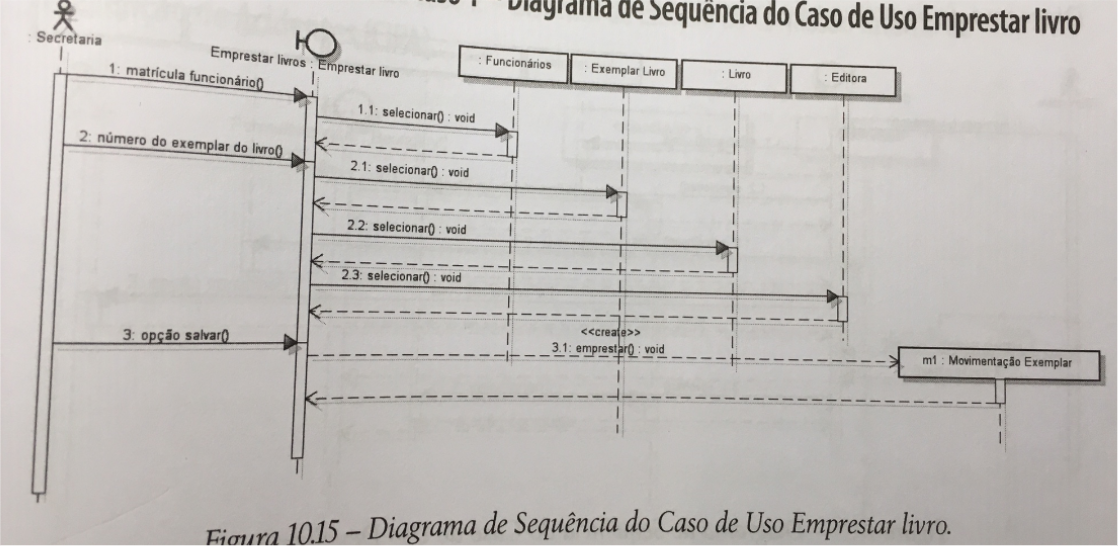 Diagrama de Sequência do Caso de Uso Emprestar livro
: Secretaria
Emprestar livros : Emprestar livro
: Funcionários
: Exemplar Livro
: Livro
: Editora
1: matrícula funcionário()
1.1: selecionar() : void
2: número do exemplar do livro()
2.1: selecionar() : void
2.2: selecionar() : void
2.3: selecionar() : void
3: opção salvar()
<<create>>
3.1: emprestar() : void
m1 : Movimentação Exemplar
Figura 10.15 – Diagrama de Sequência do Caso de Uso Emprestar livro.